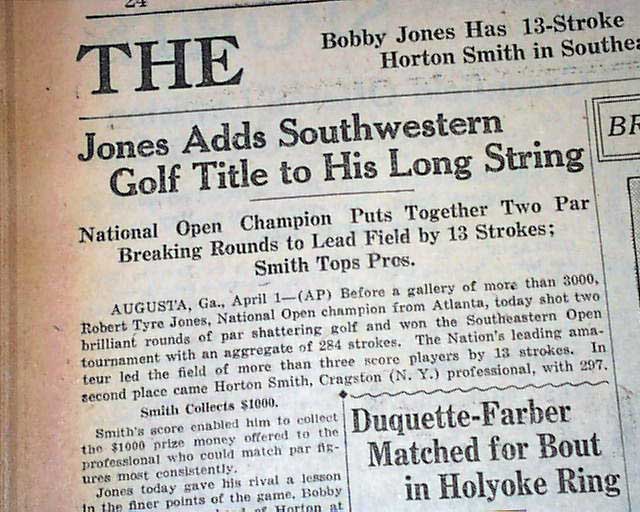 24
THE
Bobby Jones Has 13-Stroke
Horton Smith in Southea
Jones Adds Southwestern
Golf Title to His Long String
BR
National Open Champion Puts Together Two Par
Breaking Rounds to Lead Field by 13 Strokes;
Smith Tops Pros.
AUGUSTA, Ga., April 1—(AP) Before a gallery of more than 3000,
Robert Tyre Jones, National Open champion from Atlanta, today shot two
brilliant rounds of par shattering golf and won the Southeastern Open
tournament with an aggregate of 284 strokes. The Nation's leading ama-
teur led the field of more than three score players by 13 strokes. In
second place came Horton Smith, Cragston (N. Y.) professional, with 297.
Smith Collects $1000.
Smith's score enabled him to collect
the $1000 prize money offered to the
professional who could match par fig-
ures most consistently.
Jones today gave his rival a lesson
in the finer points of the game. Bobby
of Horton at
Duquette-Farber
Matched for Bout
in Holyoke Ring